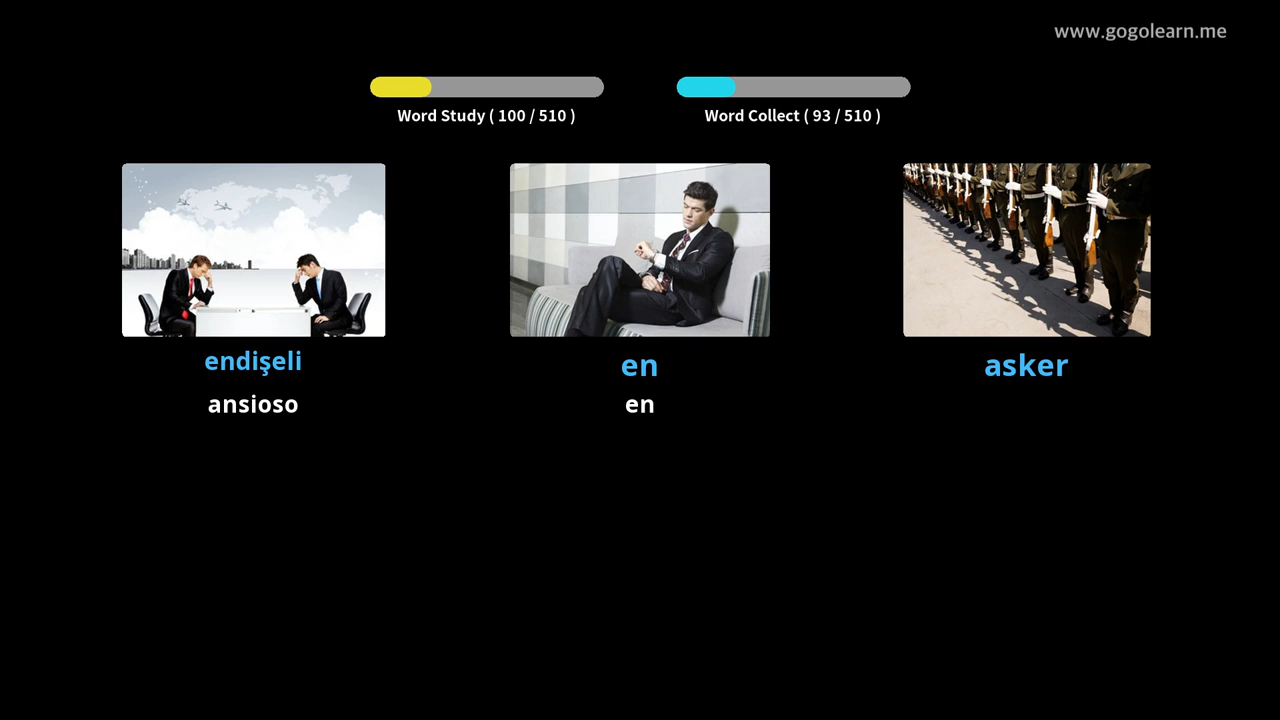 www.gogolearn.me
Word Study ( 100 / 510 )
Word Collect ( 93 / 510 )
endişeli
en
asker
ansioso
en